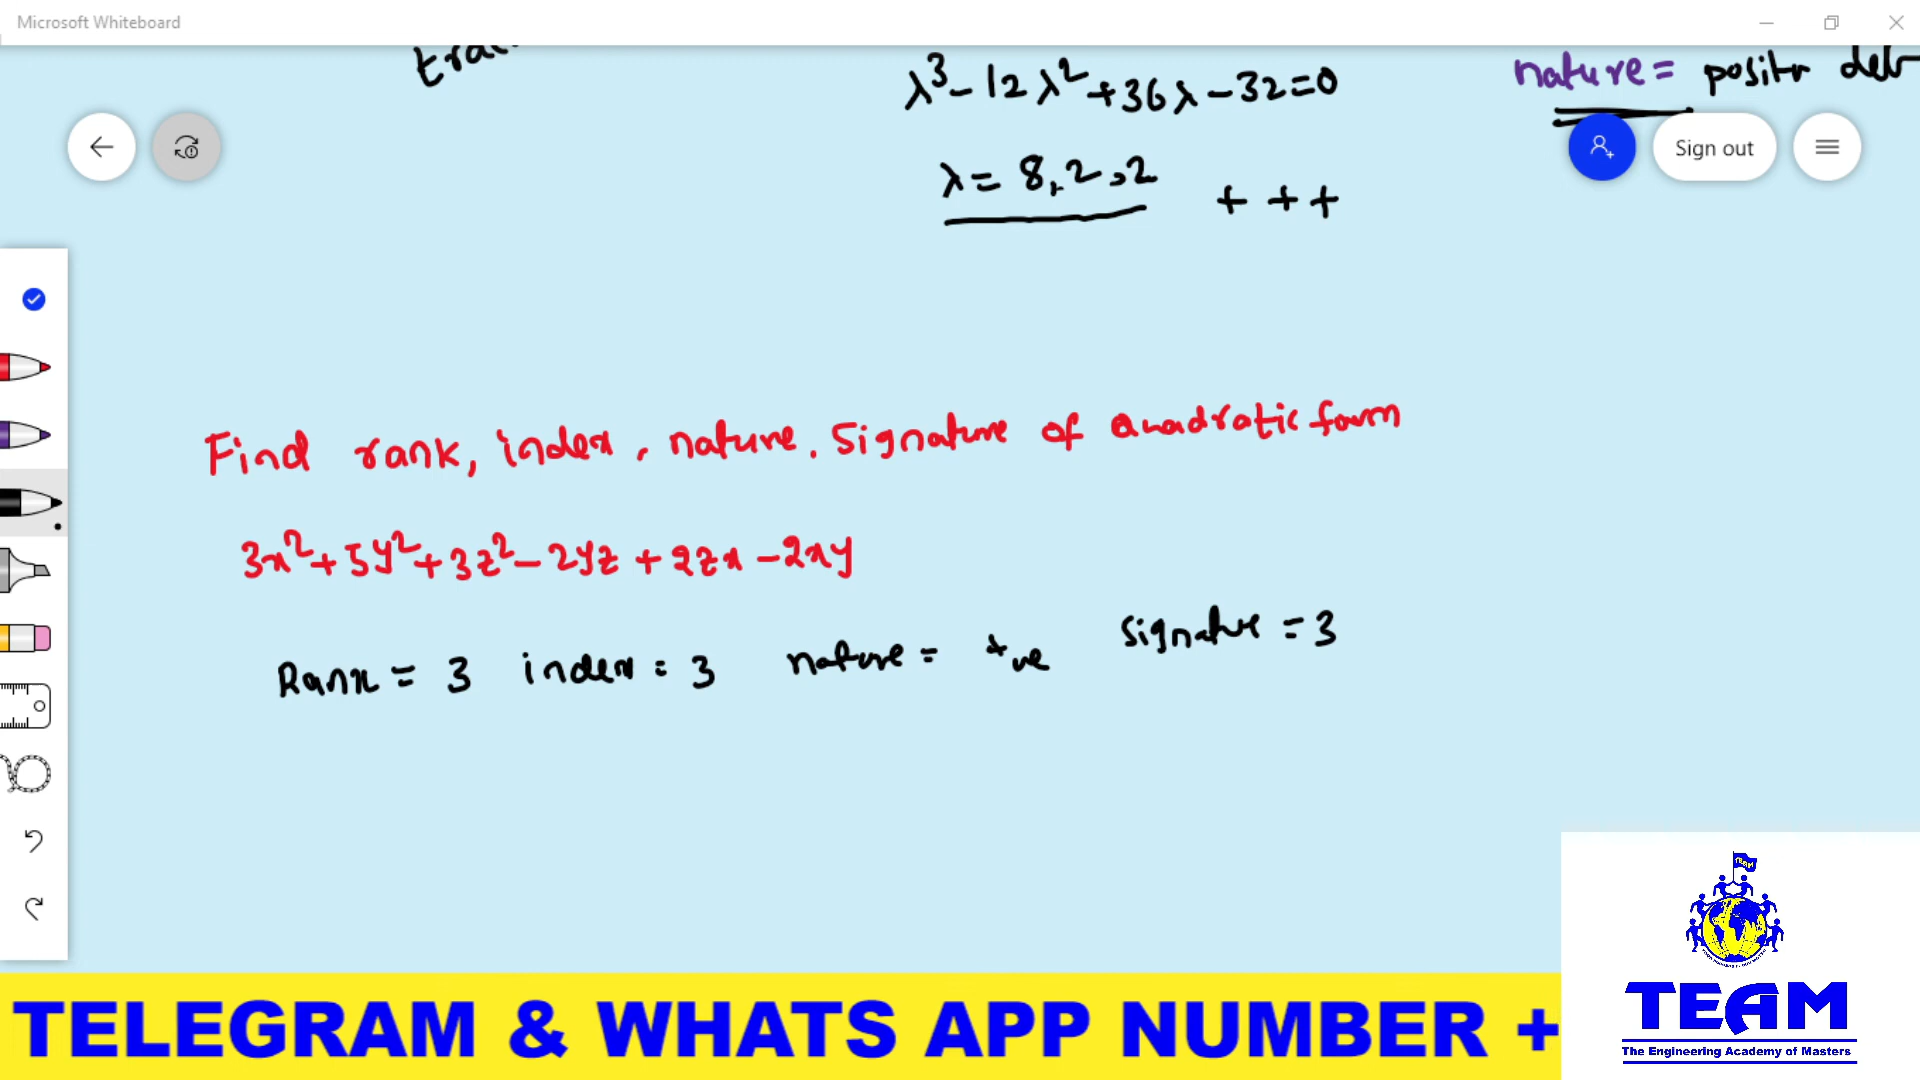 Microsoft Whiteboard
λ³-12λ²+36λ-32=0
nature=
λ= 8,2,2 + + +
Sign out
Find rank, index, nature, Signature of Quadratic form
3x²+5y²+3z²-2yz+2zx-2xy
Rank = 3 index = 3 nature = +ve Signature = 3
TEAM
The Engineering Academy of Masters
TELEGRAM & WHATS APP NUMBER +